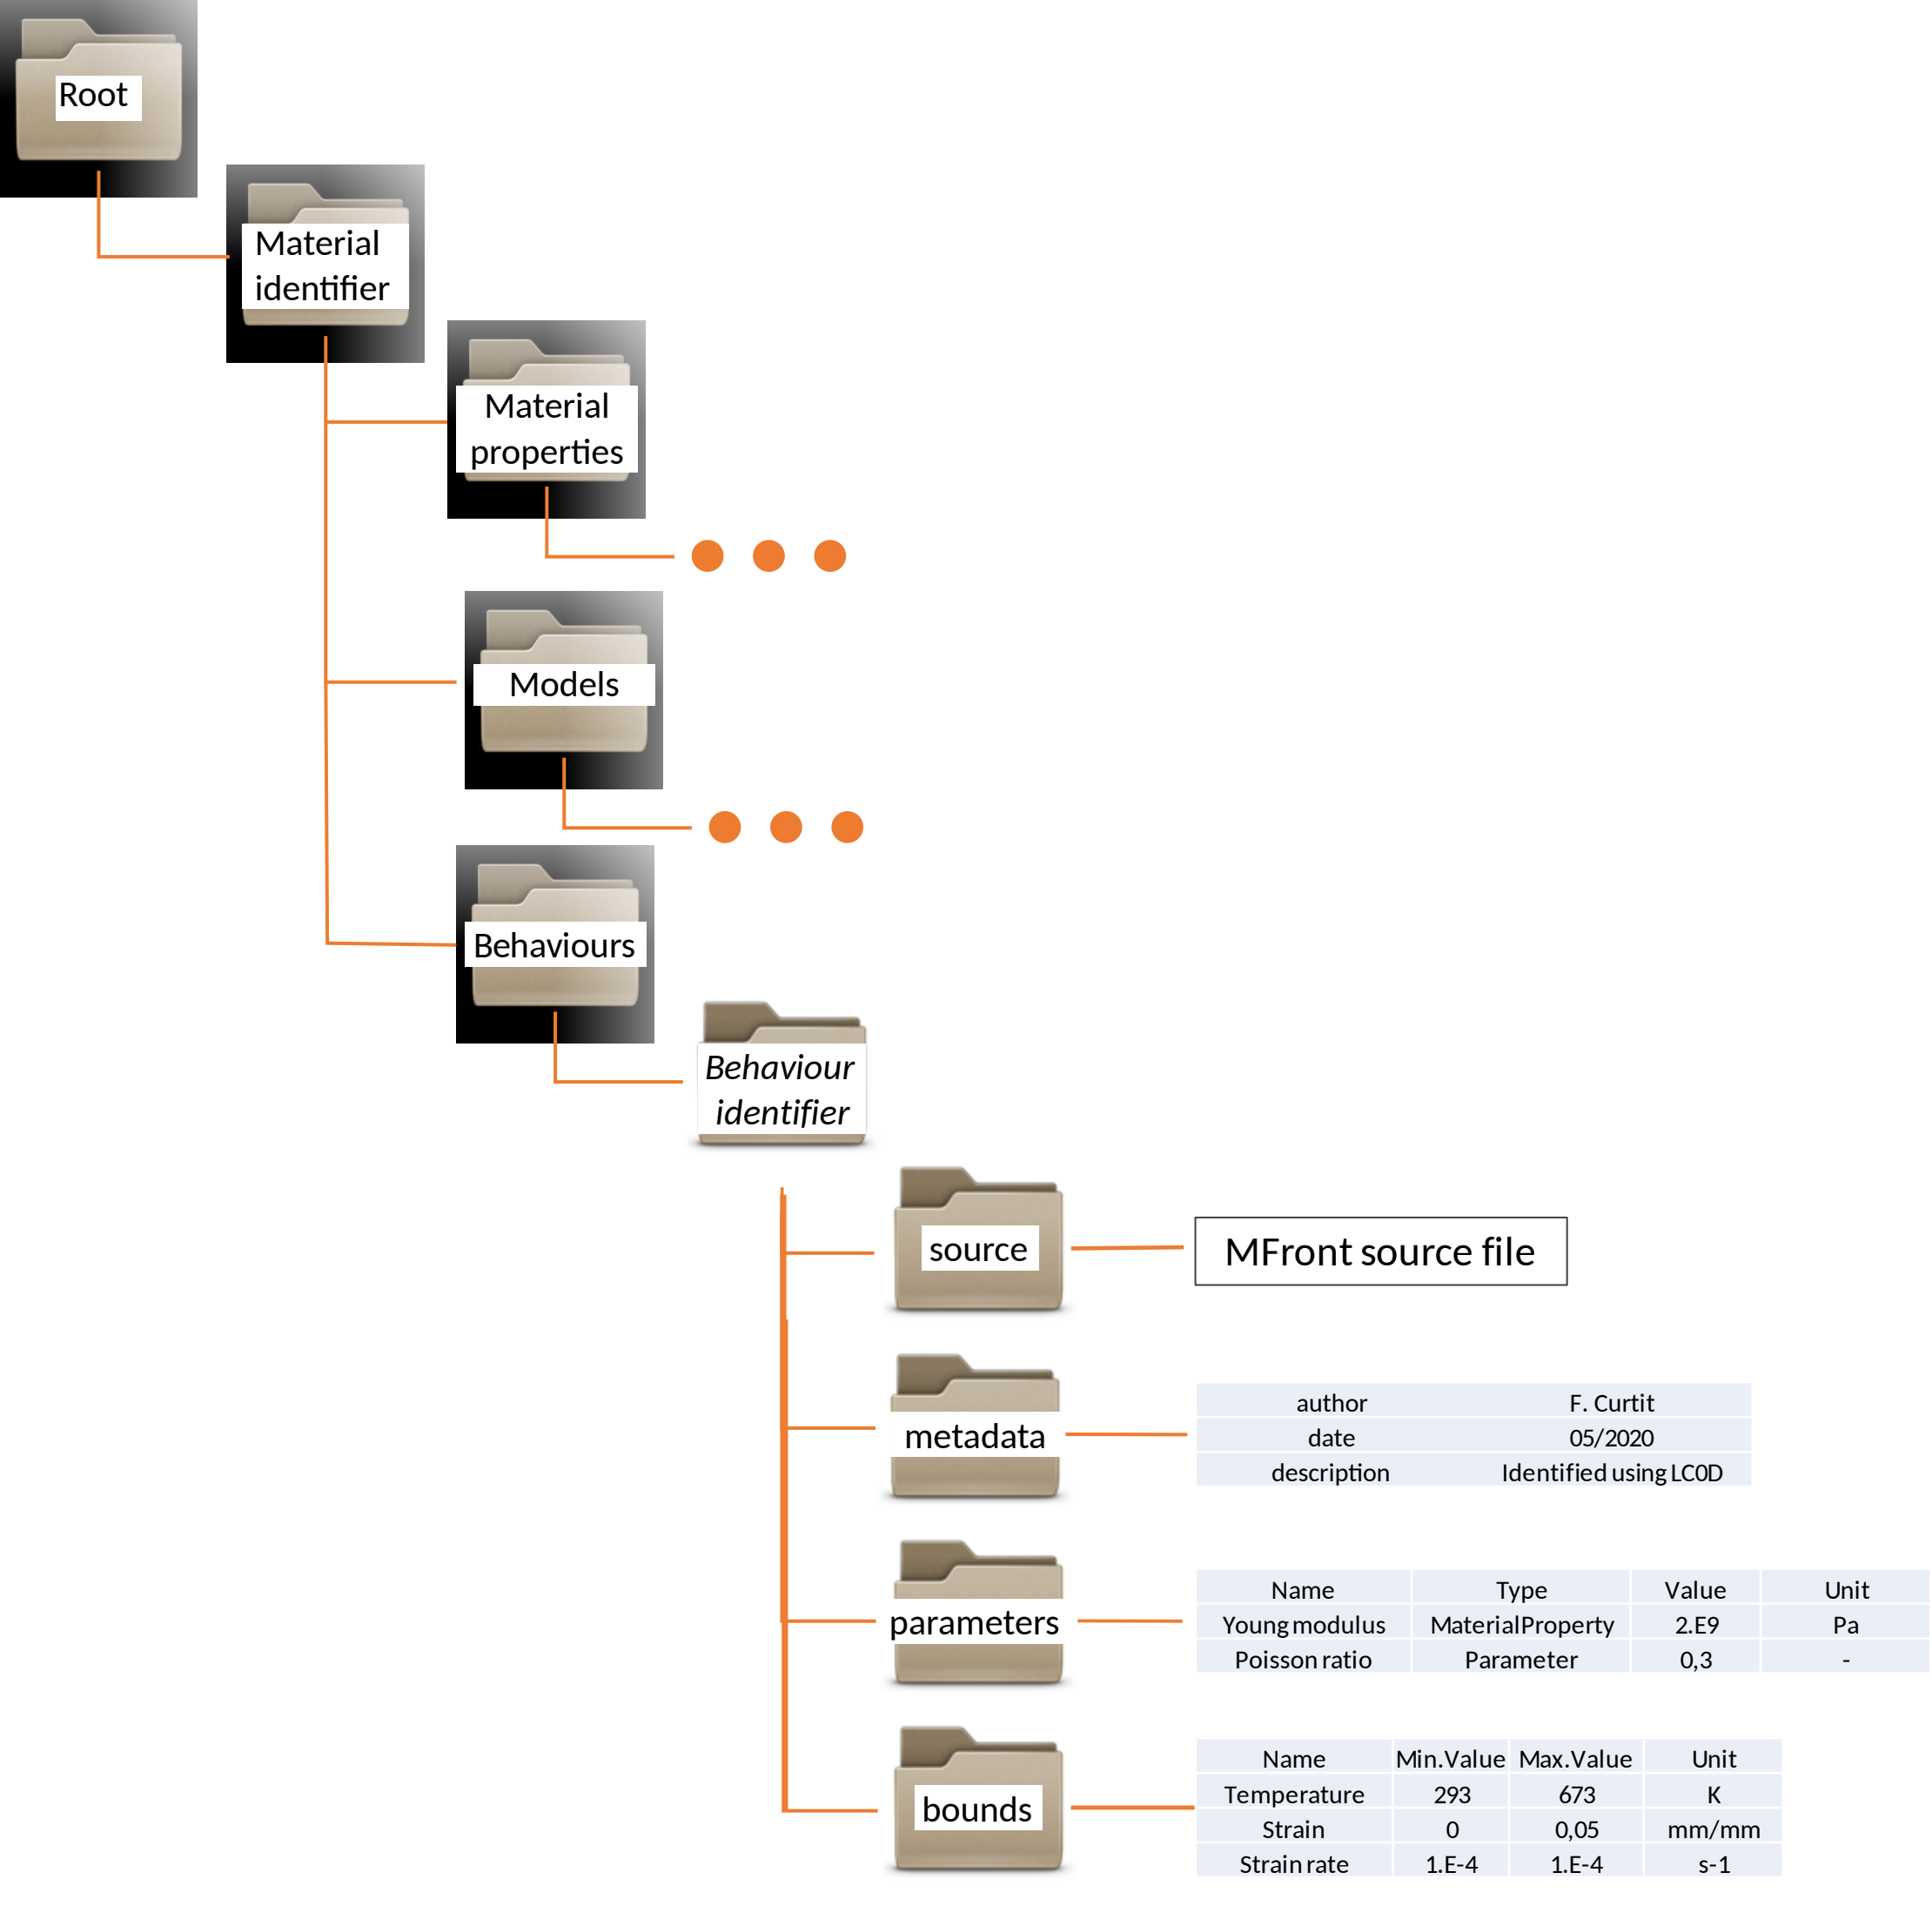 Root
Material
identifier
Material
properties
Models
Behaviours
Behaviour
identifier
source
MFront source file
metadata
author F. Curtit
date 05/2020
description Identified using LC0D
parameters
Name Type Value Unit
Young modulus MaterialProperty 2.E9 Pa
Poisson ratio Parameter 0,3 -
bounds
Name Min.Value Max.Value Unit
Temperature 293 673 K
Strain 0 0,05 mm/mm
Strain rate 1.E-4 1.E-4 s-1